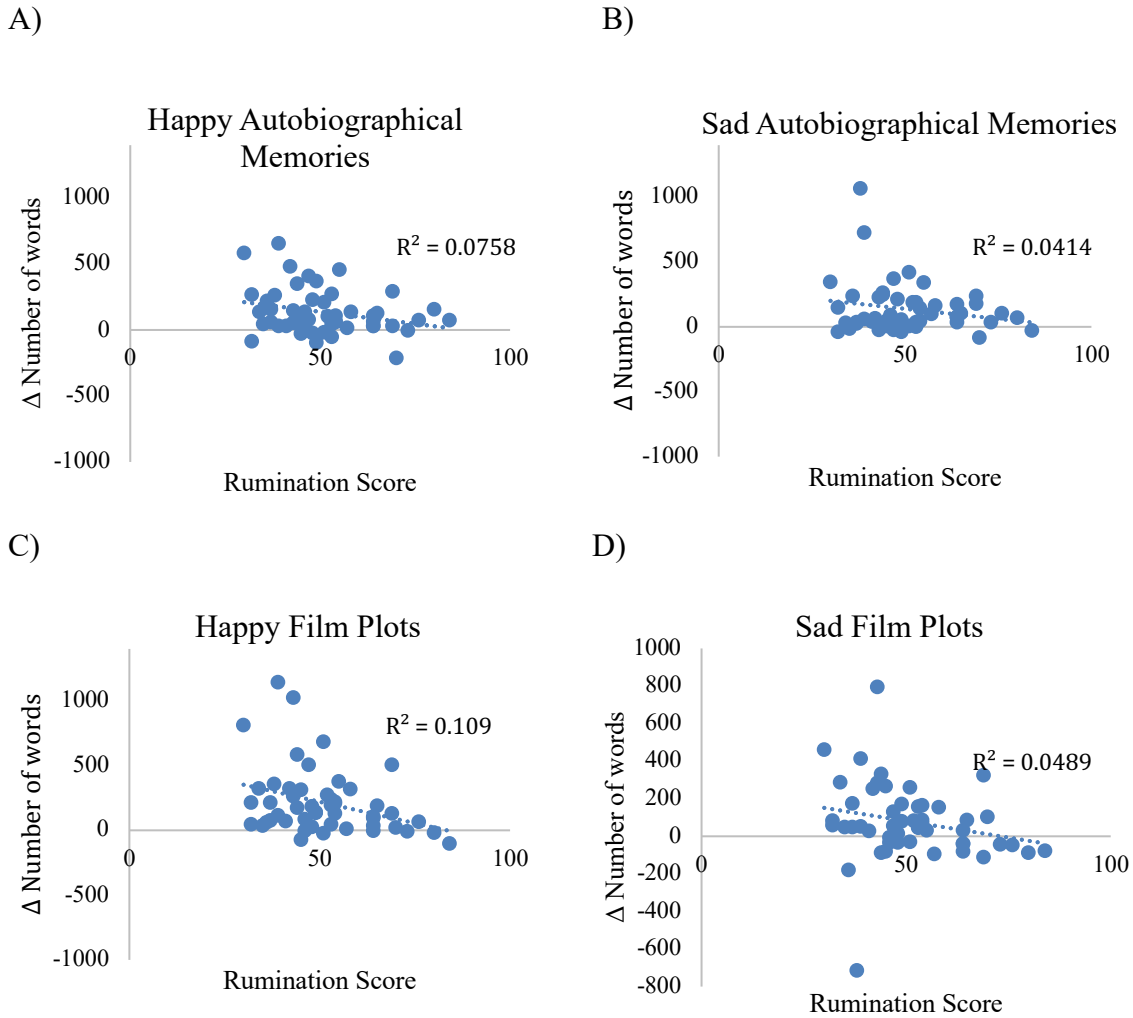 A)
Happy Autobiographical
Memories
Δ Number of words
1000
500
0
-500
-1000
0
50
100
R² = 0.0758
Rumination Score
B)
Sad Autobiographical Memories
Δ Number of words
1000
500
0
-500
-1000
0
50
100
R² = 0.0414
Rumination Score
C)
Happy Film Plots
Δ Number of words
1000
500
0
-500
-1000
0
50
100
R² = 0.109
Rumination Score
D)
Sad Film Plots
Δ Number of words
1000
800
600
400
200
0
-200
-400
-600
-800
0
50
100
R² = 0.0489
Rumination Score